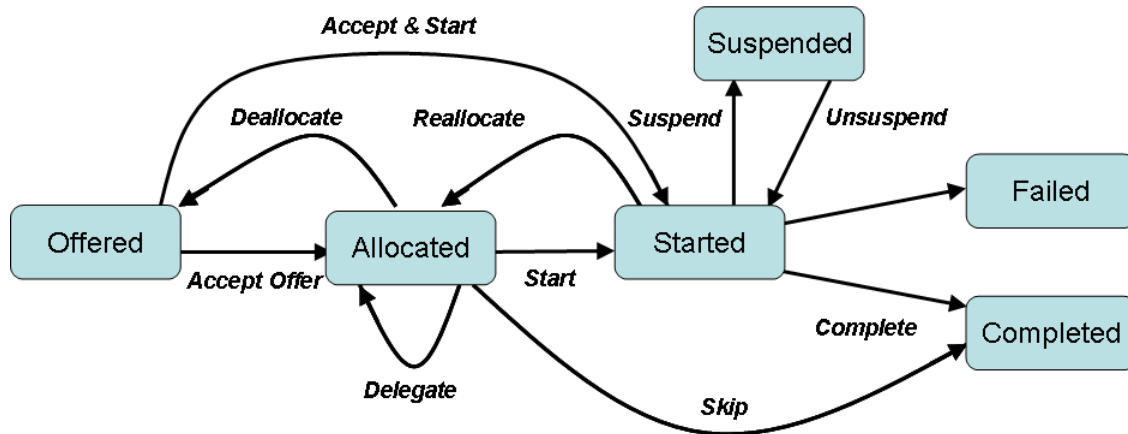 Accept & Start
Suspended
Deallocate
Reallocate
Suspend
Unsuspend
Failed
Offered
Allocated
Started
Accept Offer
Start
Complete
Completed
Delegate
Skip